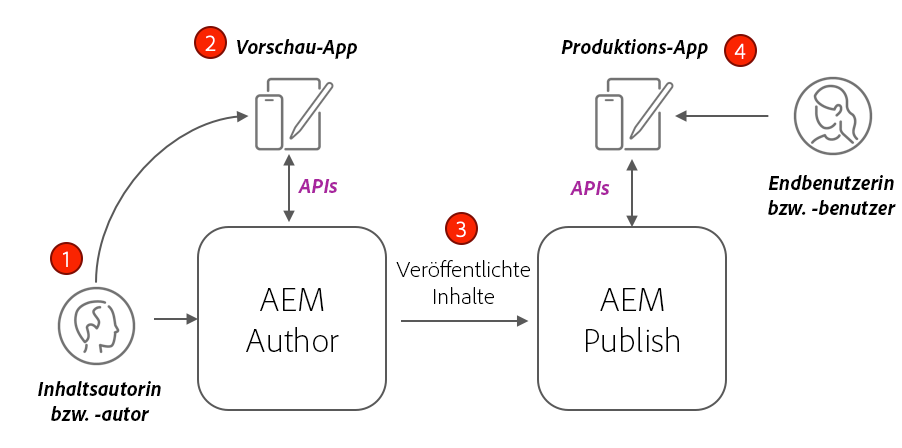 2 Vorschau-App
Produktions-App 4
APIs
APIs
Endbenutzerin
bzw. -benutzer
3
1
Veröffentlichte
Inhalte
AEM
Author
AEM
Publish
Inhaltsautorin
bzw. -autor